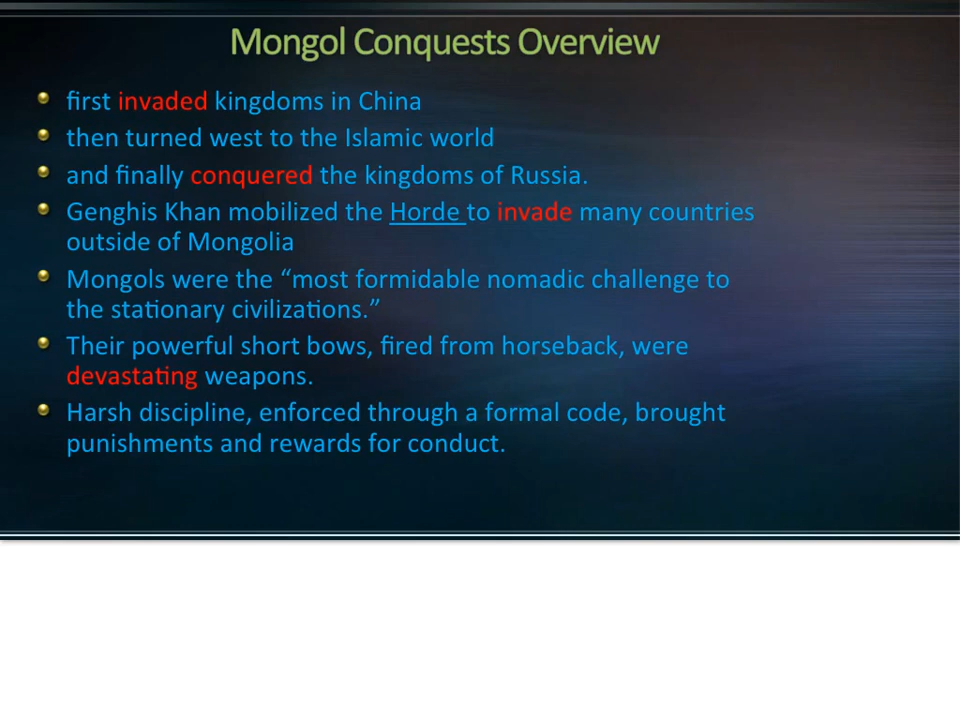 Mongol Conquests Overview
first invaded kingdoms in China
then turned west to the Islamic world
and finally conquered the kingdoms of Russia.
Genghis Khan mobilized the Horde to invade many countries
outside of Mongolia
Mongols were the “most formidable nomadic challenge to
the stationary civilizations.”
Their powerful short bows, fired from horseback, were
devastating weapons.
Harsh discipline, enforced through a formal code, brought
punishments and rewards for conduct.